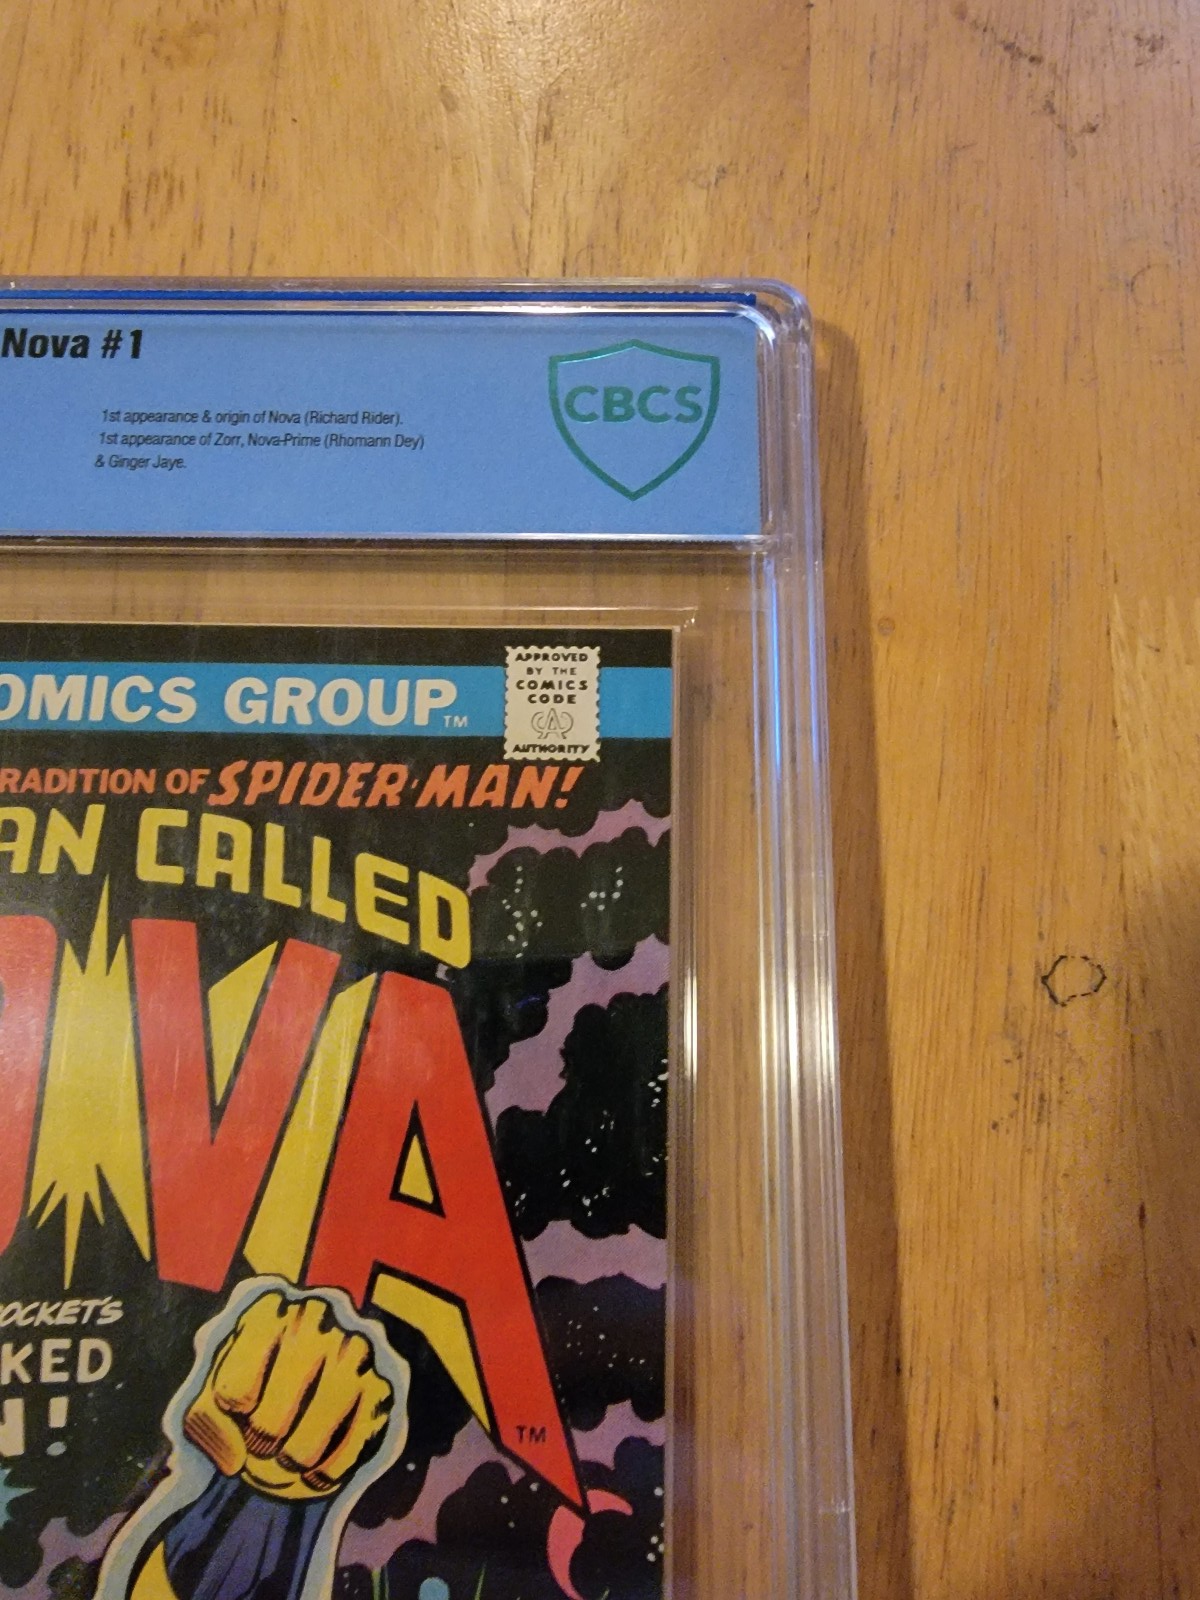 Nova #1
CBCS
1st appearance & origin of Nova (Richard Rider).
1st appearance of Zorr, Nova-Prime (Rhomann Dey)
& Ginger Jaye.
OMICS GROUP TM
APPROVED
BY THE
COMICS
CODE
CA
AUTHORITY
RADITION OF SPIDER-MAN!
AN CALLED
OVA
OCKET'S
KED
N!
TM